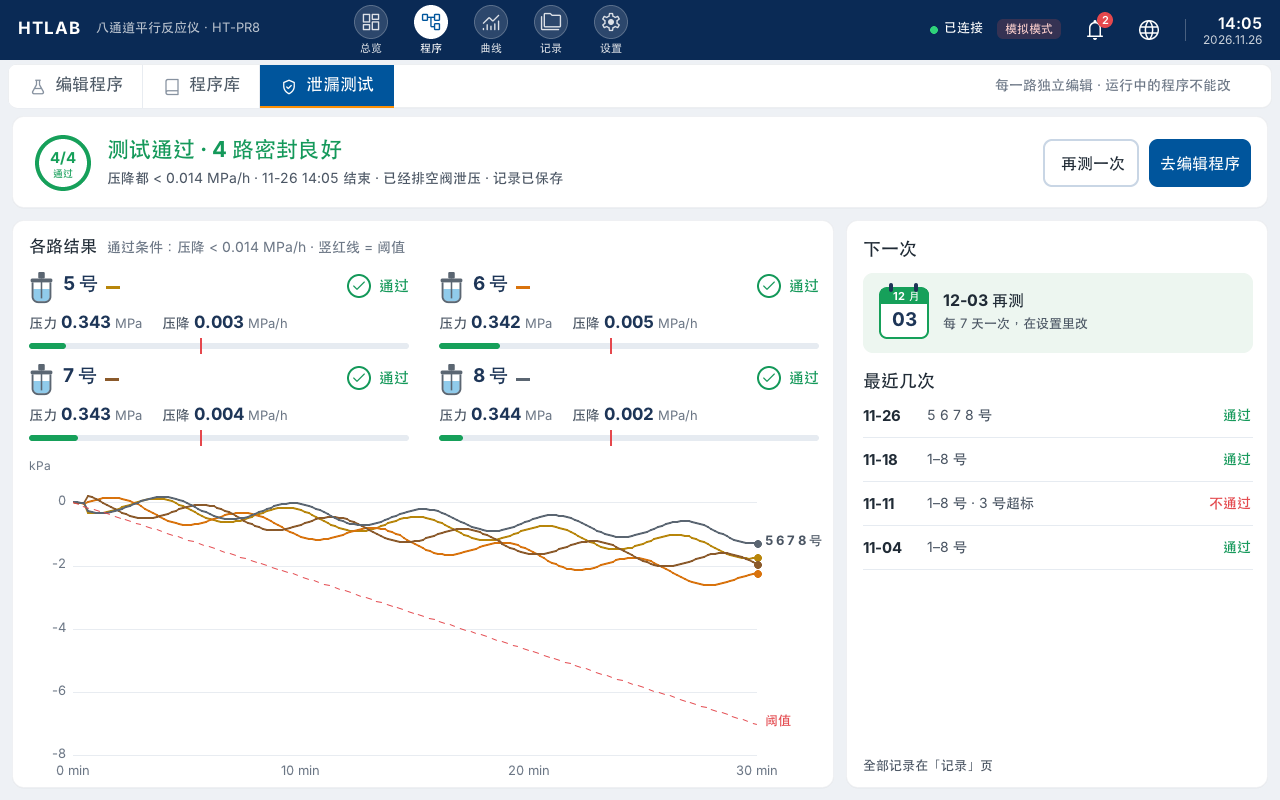 HTLAB 八通道平行反应仪 · HT-PR8
总览 程序 曲线 记录 设置
已连接 模拟模式 2 14:05
2026.11.26
编辑程序 程序库 泄漏测试 每一路独立编辑 · 运行中的程序不能改
4/4
通过
测试通过 · 4 路密封良好
压降都 < 0.014 MPa/h · 11-26 14:05 结束 · 已经排空阀泄压 · 记录已保存
再测一次 去编辑程序
各路结果 通过条件：压降 < 0.014 MPa/h · 竖红线 = 阈值
5 号 通过
压力 0.343 MPa 压降 0.003 MPa/h
6 号 通过
压力 0.342 MPa 压降 0.005 MPa/h
7 号 通过
压力 0.343 MPa 压降 0.004 MPa/h
8 号 通过
压力 0.344 MPa 压降 0.002 MPa/h
kPa
0
-2
-4
-6
-8
0 min 10 min 20 min 30 min
5 6 7 8 号
阈值
下一次
12 月
03
12-03 再测
每 7 天一次，在设置里改
最近几次
11-26 5 6 7 8 号 通过
11-18 1–8 号 通过
11-11 1–8 号 · 3 号超标 不通过
11-04 1–8 号 通过
全部记录在「记录」页